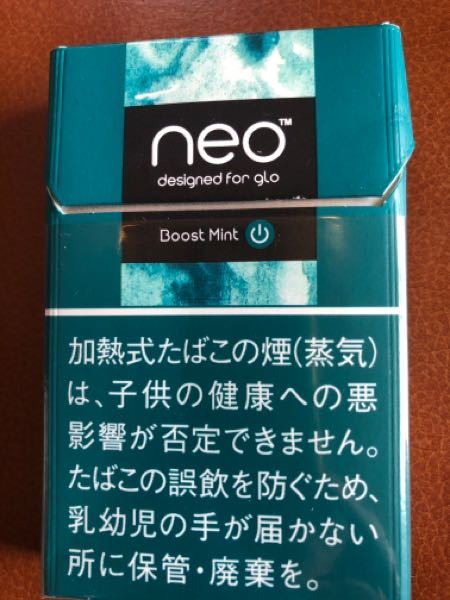 neo™
designed for glo
Boost Mint
加熱式たばこの煙(蒸気)
は、子供の健康への悪
影響が否定できません。
たばこの誤飲を防ぐため、
乳幼児の手が届かない
所に保管・廃棄を。